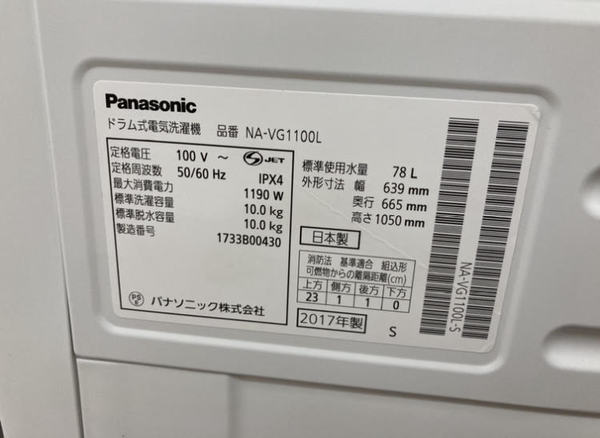 Panasonic
ドラム式電気洗濯機 品番 NA-VG1100L
定格電圧 100 V ～
定格周波数 50/60 Hz
最大消費電力 1190 W
標準洗濯容量 10.0 kg
標準脱水容量 10.0 kg
製造番号 1733B00430
S JET
IPX4
PS E
パナソニック株式会社
標準使用水量 78 L
外形寸法 幅 639 mm
奥行 665 mm
高さ 1050 mm
日本製
消防法 基準適合 組込形
可燃物からの離隔距離(cm)
上方 側方 後方 下方
23 1 1 0
2017年製 S
NA-VG1100L-S